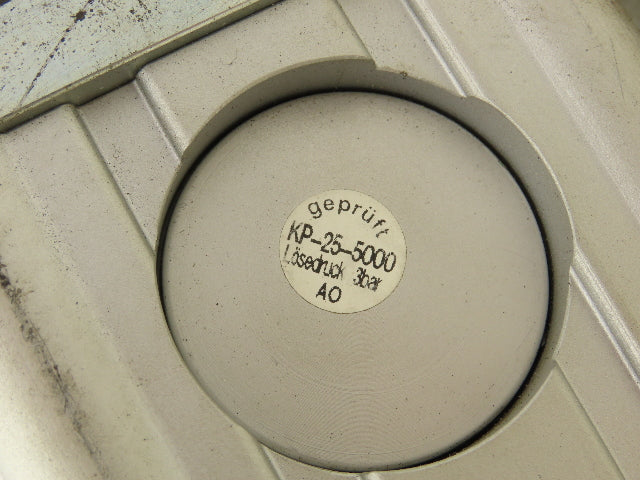 geprüft
KP-25-5000
Lösedruck 3bar
AO